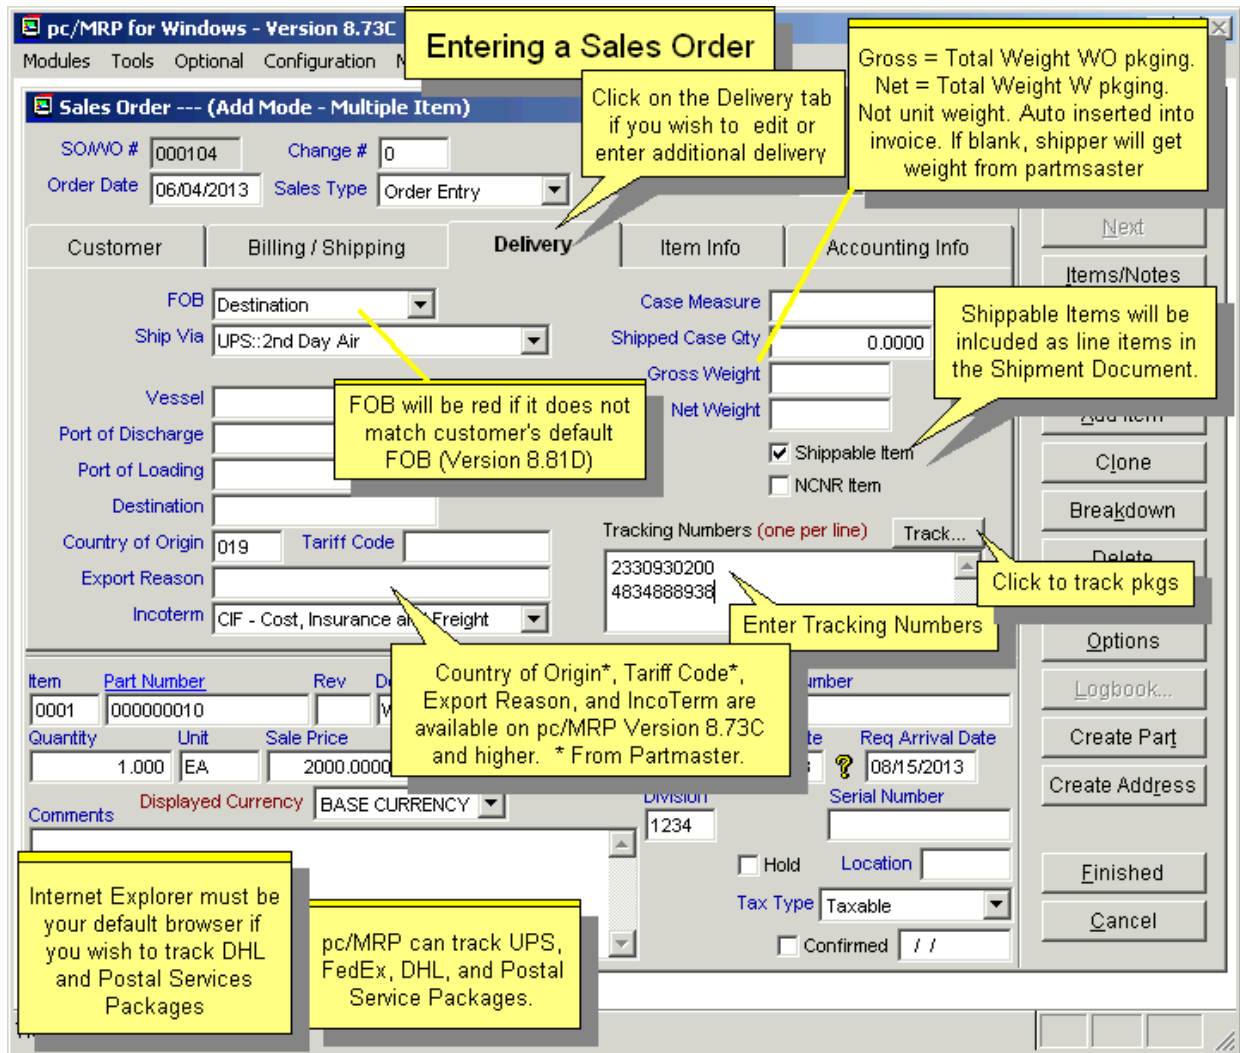 pc/MRP for Windows - Version 8.73C
Entering a Sales Order
Modules Tools Optional Configuration
Gross = Total Weight WO pkging.
Net = Total Weight W pkging.
Not unit weight. Auto inserted into
invoice. If blank, shipper will get
weight from partmsaster
Click on the Delivery tab
if you wish to edit or
enter additional delivery
Sales Order --- (Add Mode - Multiple Item)
SO/WO # 000104 Change # 0
Order Date 06/04/2013 Sales Type Order Entry
Customer Billing / Shipping Delivery Item Info Accounting Info
Next
Items/Notes
FOB Destination Case Measure
Ship Via UPS::2nd Day Air Shipped Case Qty 0.0000
Shippable Items will be
inlcuded as line items in
the Shipment Document.
Gross Weight
Vessel Net Weight
FOB will be red if it does not
match customer's default
FOB (Version 8.81D)
Port of Discharge
Add Item
Port of Loading Shippable Item
Clone
NCNR Item
Destination
Breakdown
Country of Origin 019 Tariff Code
Tracking Numbers (one per line) Track...
Delete
Export Reason
2330930200
4834888938
Click to track pkgs
Incoterm CIF - Cost, Insurance and Freight
Enter Tracking Numbers
Options
Country of Origin*, Tariff Code*,
Export Reason, and IncoTerm are
available on pc/MRP Version 8.73C
and higher. * From Partmaster.
Item Part Number Rev
0001 000000010
Logbook...
Quantity Unit Sale Price Req Arrival Date
1.000 EA 2000.0000 08/15/2013
Create Part
Displayed Currency BASE CURRENCY
Division Serial Number
Create Address
Comments
1234
Hold Location
Finished
Tax Type Taxable
Cancel
Confirmed / /
Internet Explorer must be
your default browser if
you wish to track DHL
and Postal Services
Packages
pc/MRP can track UPS,
FedEx, DHL, and Postal
Service Packages.